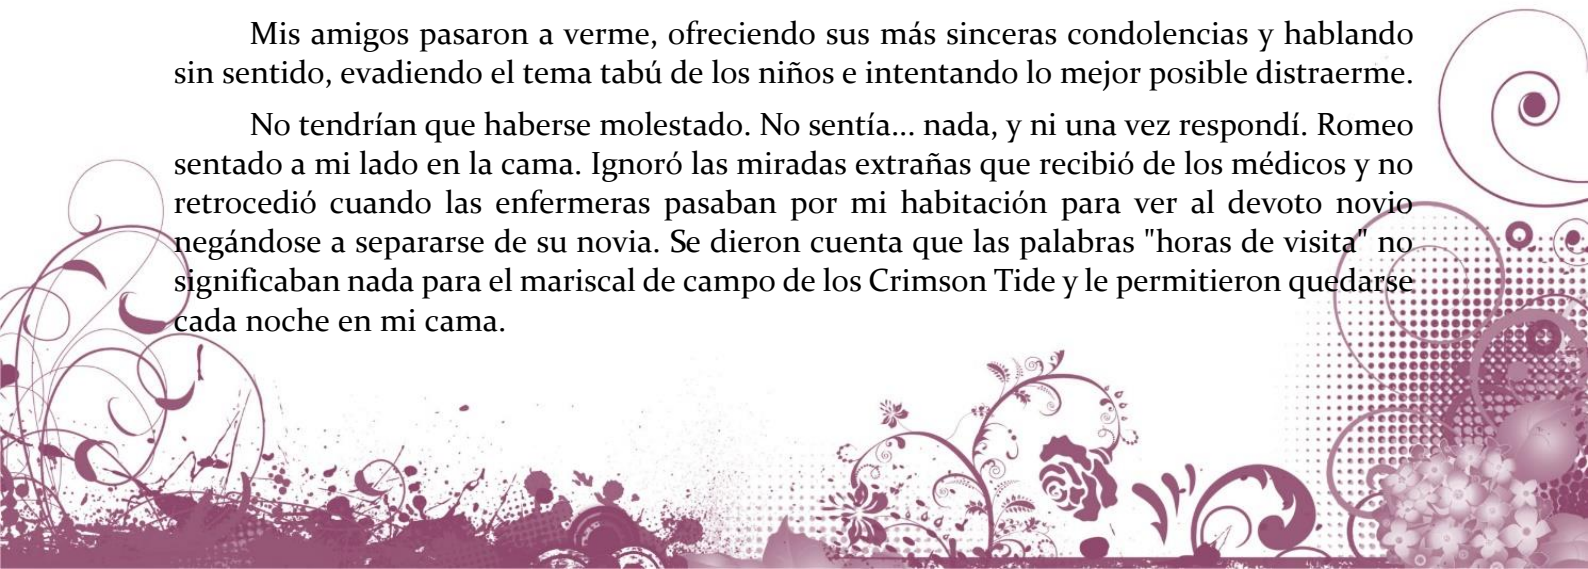 Mis amigos pasaron a verme, ofreciendo sus más sinceras condolencias y hablando
sin sentido, evadiendo el tema tabú de los niños e intentando lo mejor posible distraerme.
No tendrían que haberse molestado. No sentía... nada, y ni una vez respondí. Romeo
sentado a mi lado en la cama. Ignoró las miradas extrañas que recibió de los médicos y no
retrocedió cuando las enfermeras pasaban por mi habitación para ver al devoto novio
negándose a separarse de su novia. Se dieron cuenta que las palabras "horas de visita" no
significaban nada para el mariscal de campo de los Crimson Tide y le permitieron quedarse
cada noche en mi cama.